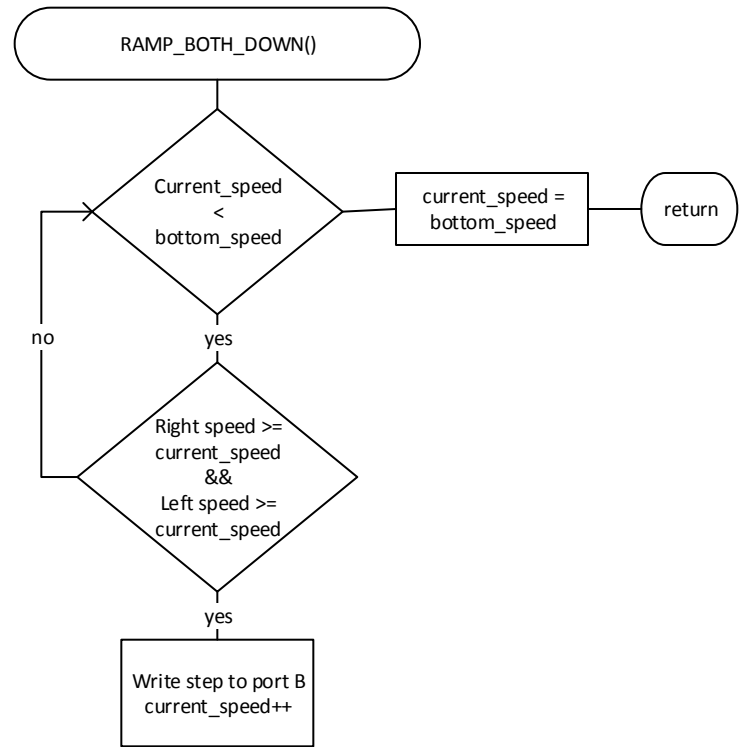 RAMP_BOTH_DOWN()
Current_speed
<
bottom_speed
current_speed =
bottom_speed
return
no
yes
Right speed >=
current_speed
&&
Left speed >=
current_speed
yes
Write step to port B
current_speed++